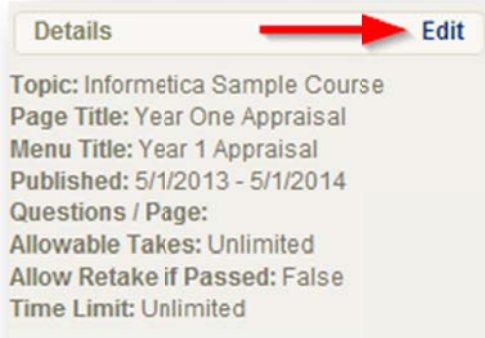 Details Edit
Topic: Informetica Sample Course
Page Title: Year One Appraisal
Menu Title: Year 1 Appraisal
Published: 5/1/2013 - 5/1/2014
Questions / Page:
Allowable Takes: Unlimited
Allow Retake if Passed: False
Time Limit: Unlimited